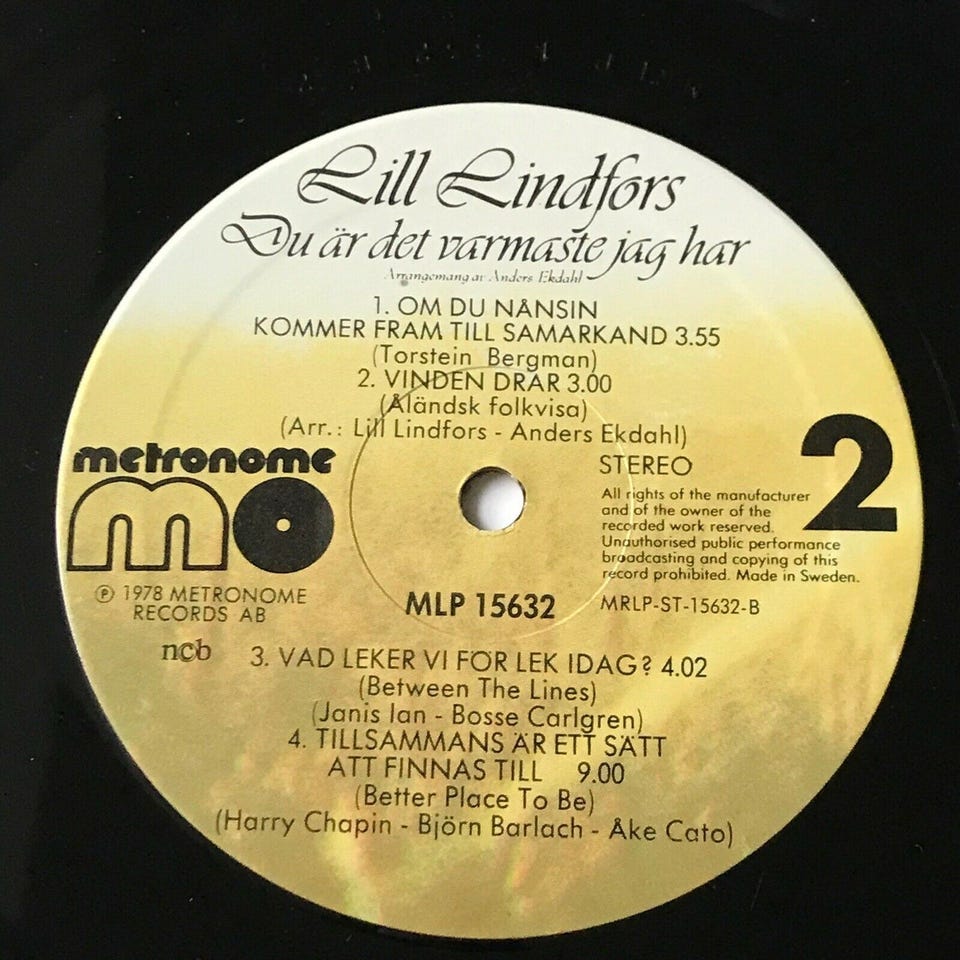 Lill Lindfors
Du är det varmaste jag har
Arrangemang av Anders Ekdahl
1. OM DU NÅNSIN
KOMMER FRAM TILL SAMARKAND 3.55
(Torstein Bergman)
2. VINDEN DRAR 3.00
(Åländsk folkvisa)
(Arr.: Lill Lindfors - Anders Ekdahl)
metronome
mo
STEREO
2
All rights of the manufacturer
and of the owner of the
recorded work reserved.
Unauthorised public performance
broadcasting and copying of this
record prohibited. Made in Sweden.
℗ 1978 METRONOME
RECORDS AB
MLP 15632
MRLP-ST-15632-B
ncb
3. VAD LEKER VI FÖR LEK IDAG? 4.02
(Between The Lines)
(Janis Ian - Bosse Carlgren)
4. TILLSAMMANS ÄR ETT SÄTT
ATT FINNAS TILL 9.00
(Better Place To Be)
(Harry Chapin - Björn Barlach - Åke Cato)